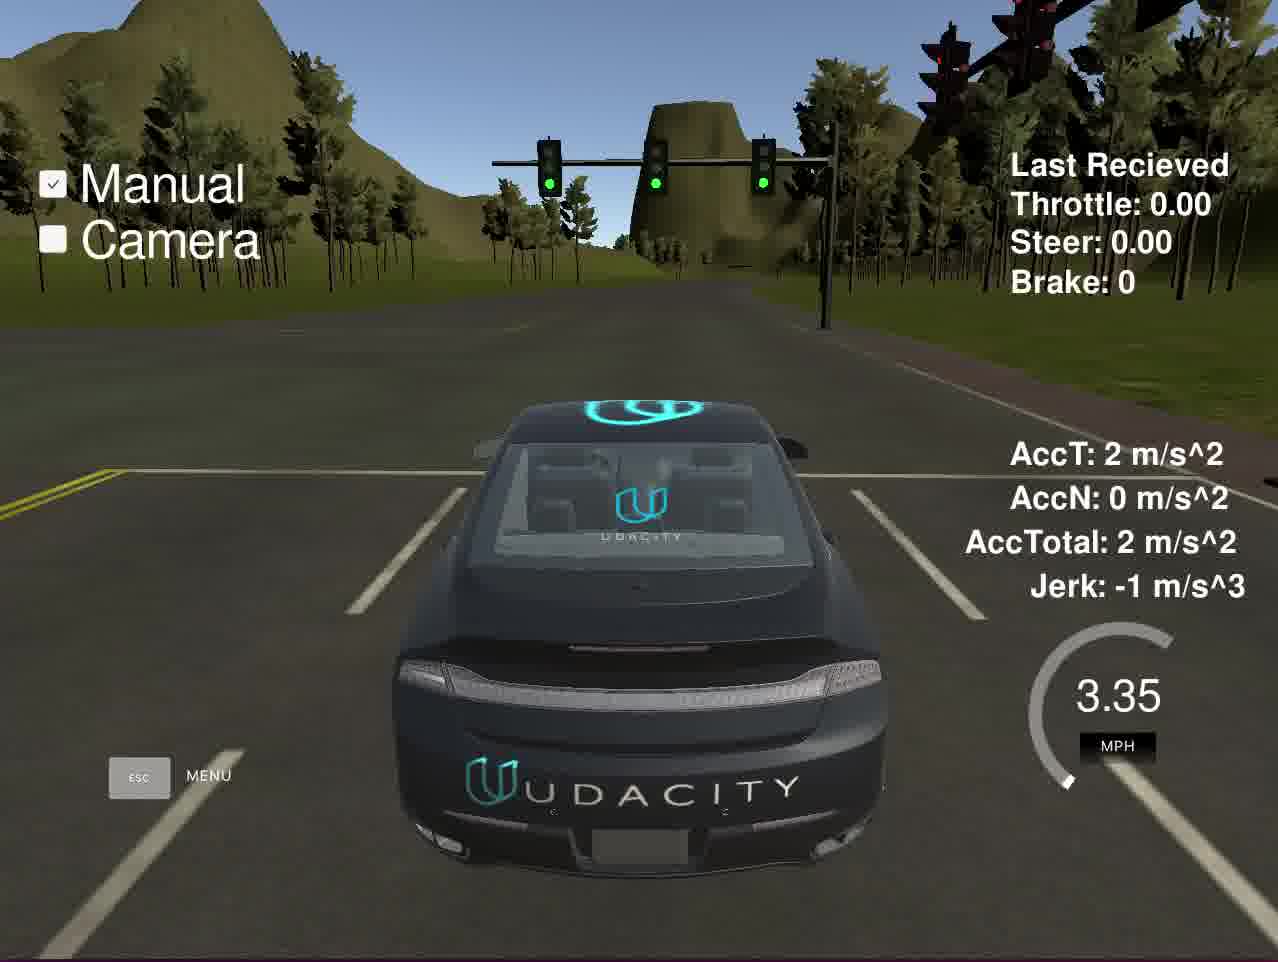 Manual
Camera
Last Recieved
Throttle: 0.00
Steer: 0.00
Brake: 0
UDACITY
AccT: 2 m/s^2
AccN: 0 m/s^2
AccTotal: 2 m/s^2
Jerk: -1 m/s^3
3.35
MPH
ESC MENU
UDACITY